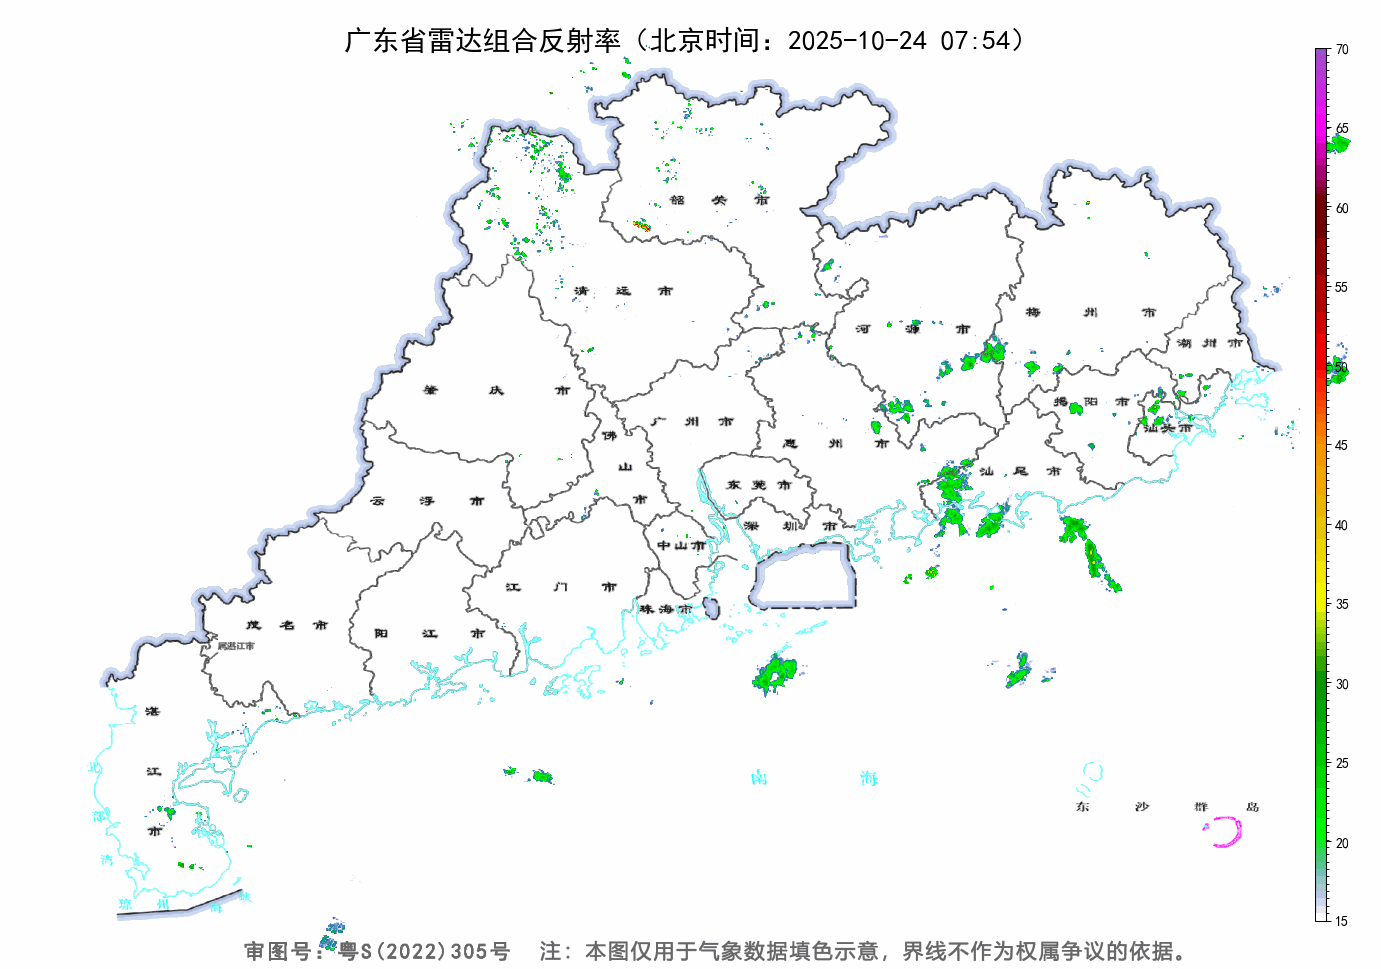 广东省雷达组合反射率（北京时间：2025-10-24 07:54）
70
65
60
55
50
45
40
35
30
25
20
15
韶关市
清远市
河源市
梅州市
潮州市
肇庆市
广州市
佛山市
惠州市
揭阳市
汕头市
云浮市
东莞市
汕尾市
深圳市
中山市
江门市
珠海市
茂名市
阳江市
属湛江市
湛江市
北部湾
南海
东沙群岛
琼州海峡
审图号：粤S(2022)305号 注：本图仅用于气象数据填色示意，界线不作为权属争议的依据。